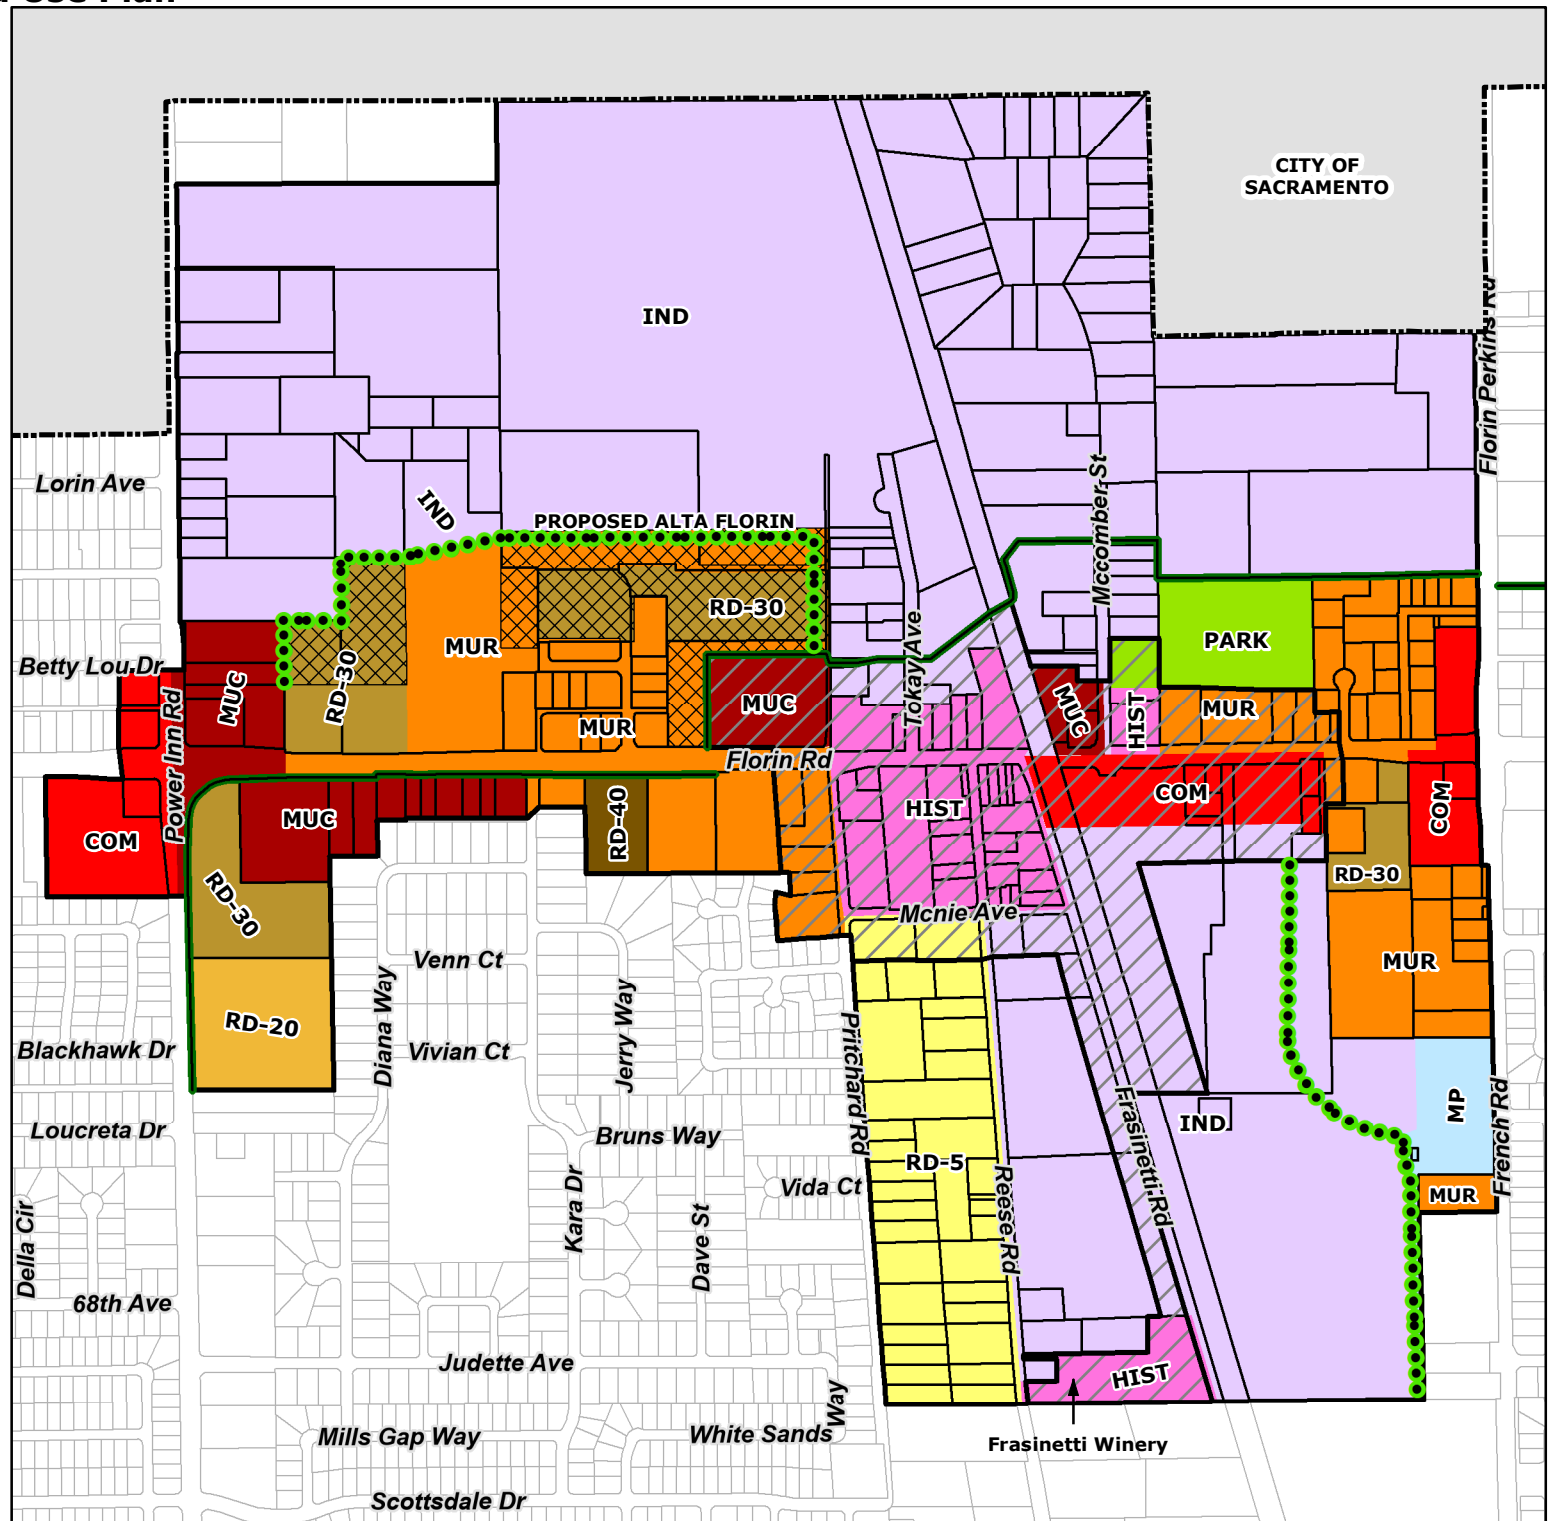 Use Plan
CITY OF
SACRAMENTO
IND
Florin Perkins Rd
Lorin Ave
IND
PROPOSED ALTA FLORIN
Mccomber St
RD-30
MUR
PARK
Betty Lou Dr
MUC
RD-30
Power Inn Rd
MUR
MUC
Tokay Ave
MUC
HIST
MUR
Florin Rd
COM
MUC
RD-40
HIST
COM
COM
RD-30
RD-30
Mcnie Ave
Venn Ct
MUR
RD-20
Diana Way
Jerry Way
Blackhawk Dr
Vivian Ct
Pritchard Rd
Frasinetti Rd
MP
French Rd
Loucreta Dr
Bruns Way
IND
RD-5
Reese Rd
Vida Ct
MUR
Della Cir
Kara Dr
Dave St
68th Ave
Judette Ave
HIST
Mills Gap Way
White Sands Way
Frasinetti Winery
Scottsdale Dr